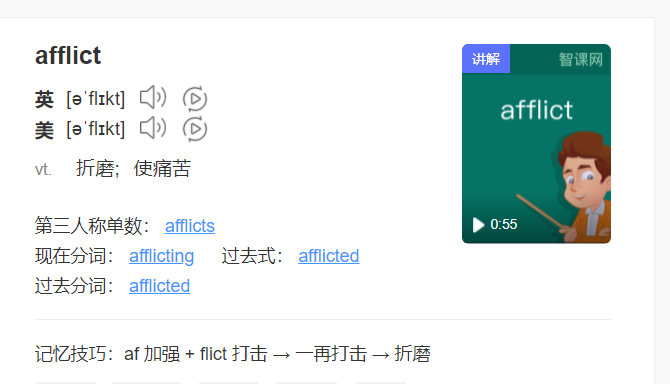 afflict
英 [əˈflɪkt]
美 [əˈflɪkt]
vt. 折磨；使痛苦
第三人称单数： afflicts
现在分词： afflicting 过去式： afflicted
过去分词： afflicted
记忆技巧：af 加强 + flict 打击 → 一再打击 → 折磨
讲解 智课网
afflict
0:55